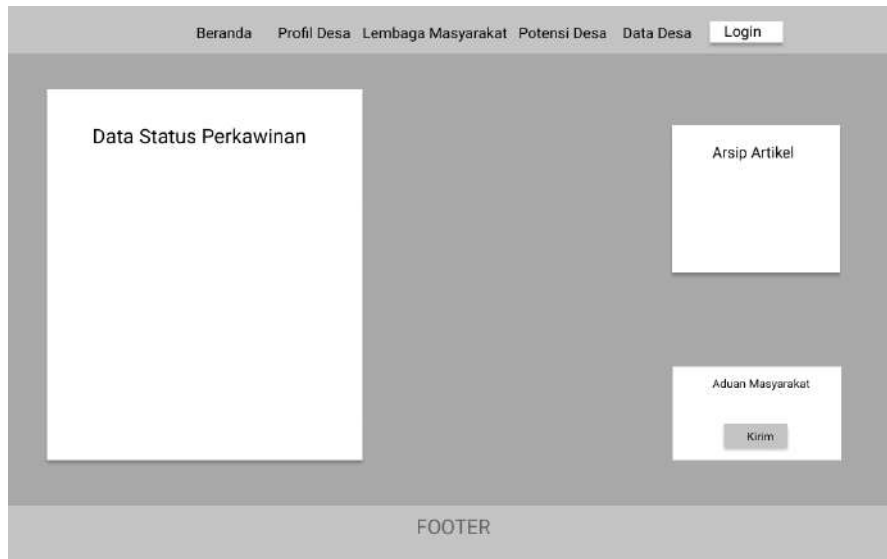 Beranda Profil Desa Lembaga Masyarakat Potensi Desa Data Desa Login
Data Status Perkawinan
Arsip Artikel
Aduan Masyarakat
Kirim
FOOTER